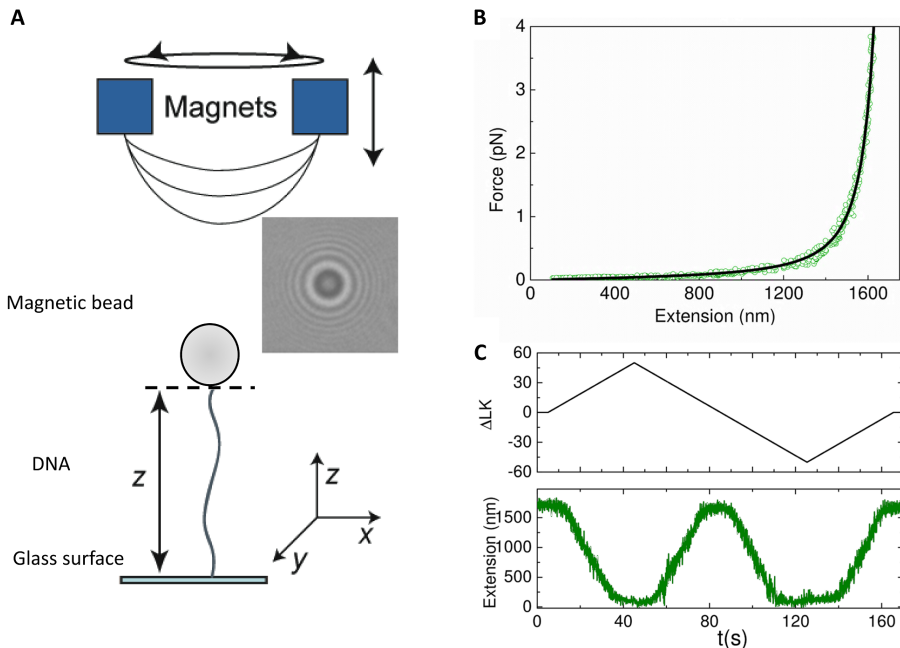 A
Magnets
Magnetic bead
DNA
z
Glass surface
z
x
y
B
Force (pN)
4
3
2
1
0
0 400 800 1200 1600
Extension (nm)
C
ΔLK
60
30
0
-30
-60
Extension (nm)
1500
1000
500
0
0 40 80 120 160
t(s)